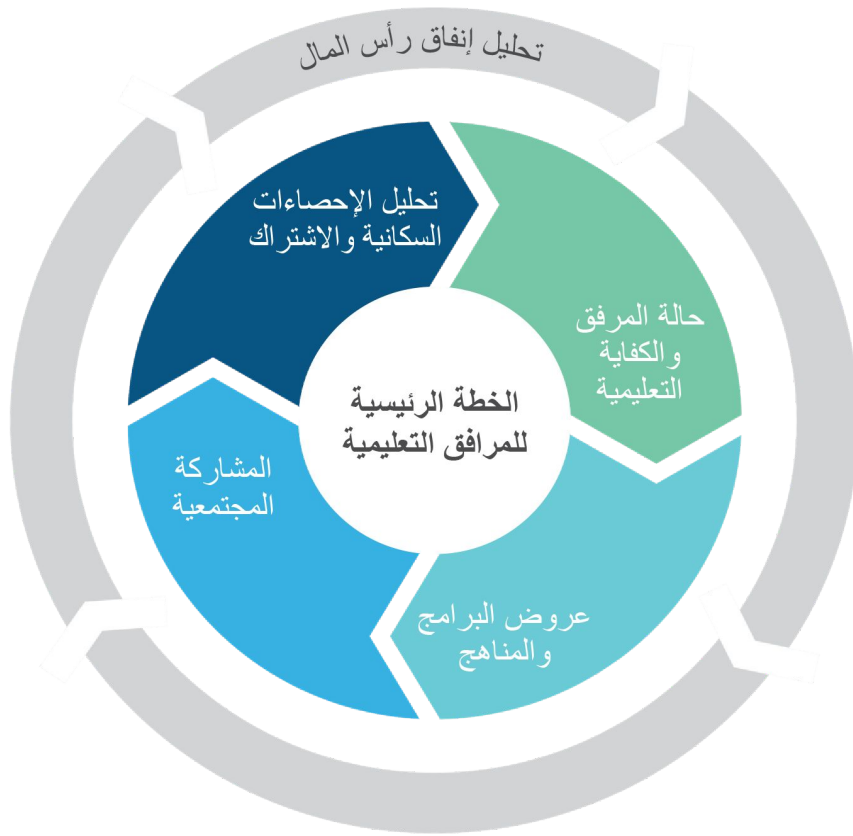 تحليل إنفاق رأس المال
تحليل الإحصاءات
السكانية والاشتراك
حالة المرفق
والكفاية
التعليمية
الخطة الرئيسية
للمرافق التعليمية
المشاركة
المجتمعية
عروض البرامج
والمناهج